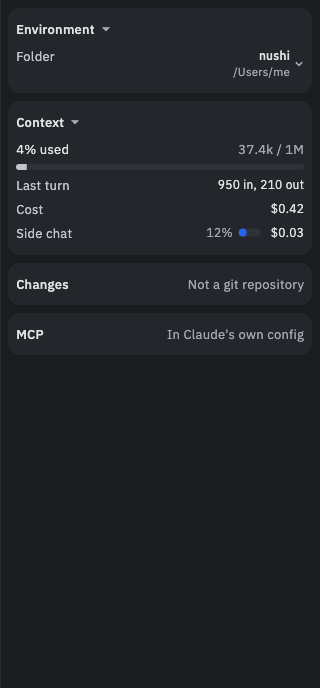 Environment
Folder
nushi
/Users/me
Context
4% used 37.4k / 1M
Last turn 950 in, 210 out
Cost $0.42
Side chat 12% $0.03
Changes Not a git repository
MCP In Claude's own config